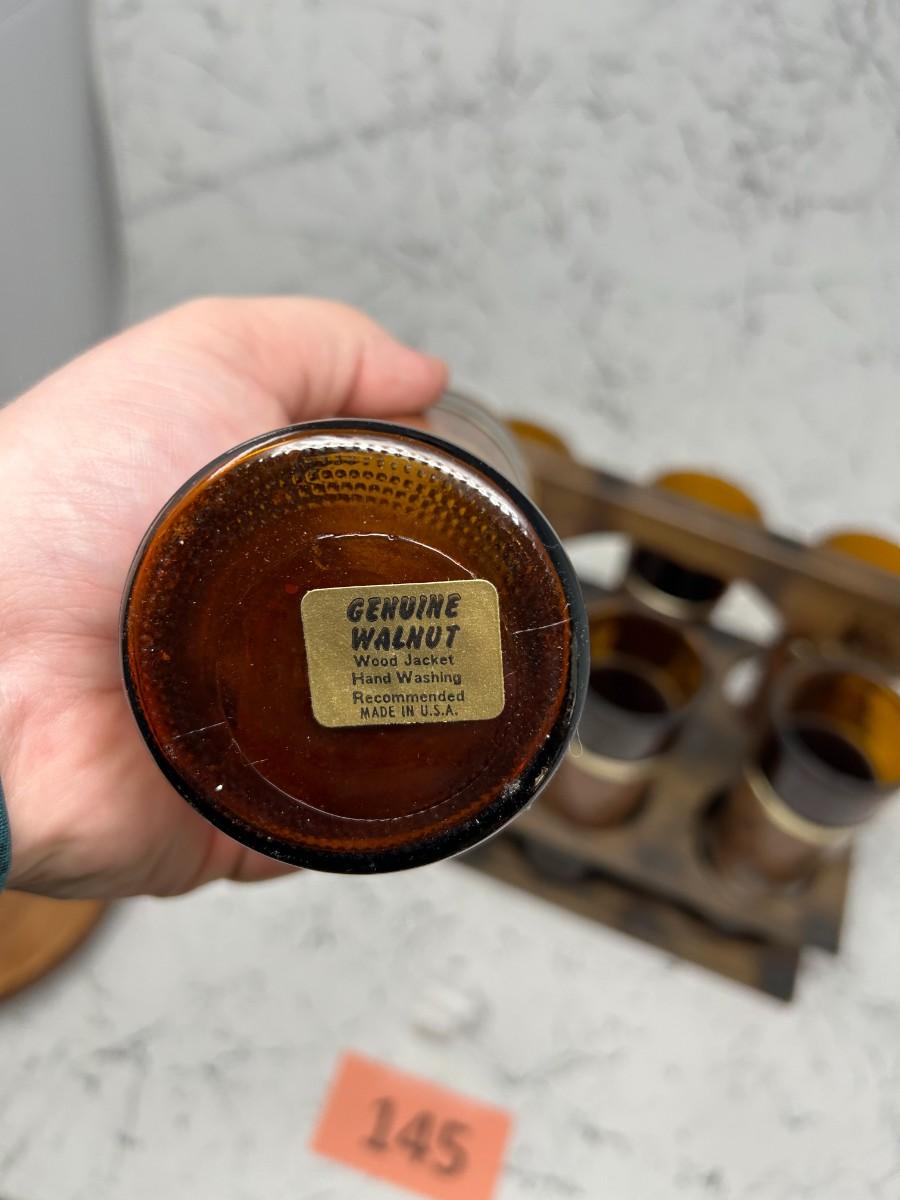 GENUINE
WALNUT
Wood Jacket
Hand Washing
Recommended
MADE IN U.S.A.
145